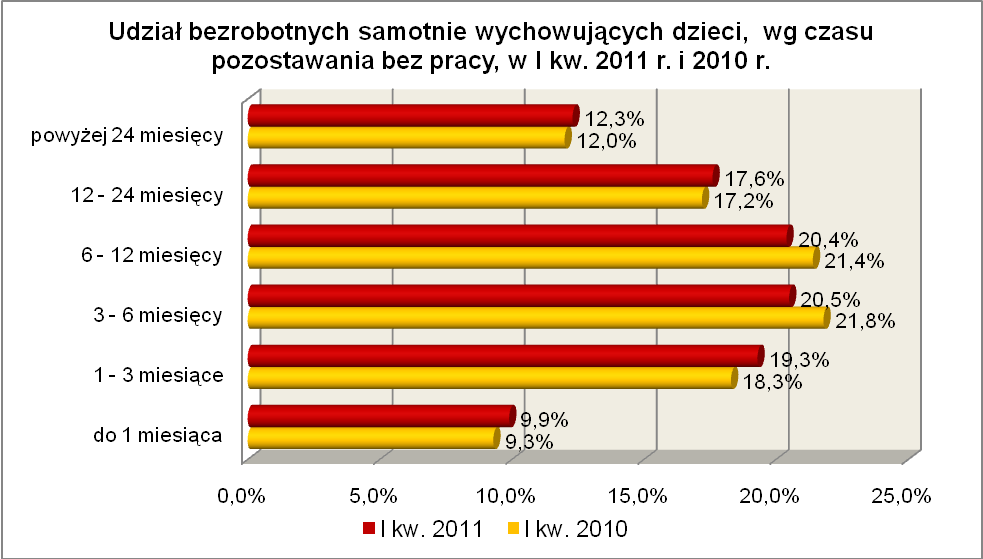 Udział bezrobotnych samotnie wychowujących dzieci, wg czasu
pozostawania bez pracy, w I kw. 2011 r. i 2010 r.
powyżej 24 miesięcy
12,3%
12,0%
12 - 24 miesięcy
17,6%
17,2%
6 - 12 miesięcy
20,4%
21,4%
3 - 6 miesięcy
20,5%
21,8%
1 - 3 miesiące
19,3%
18,3%
do 1 miesiąca
9,9%
9,3%
0,0% 5,0% 10,0% 15,0% 20,0% 25,0%
I kw. 2011 I kw. 2010